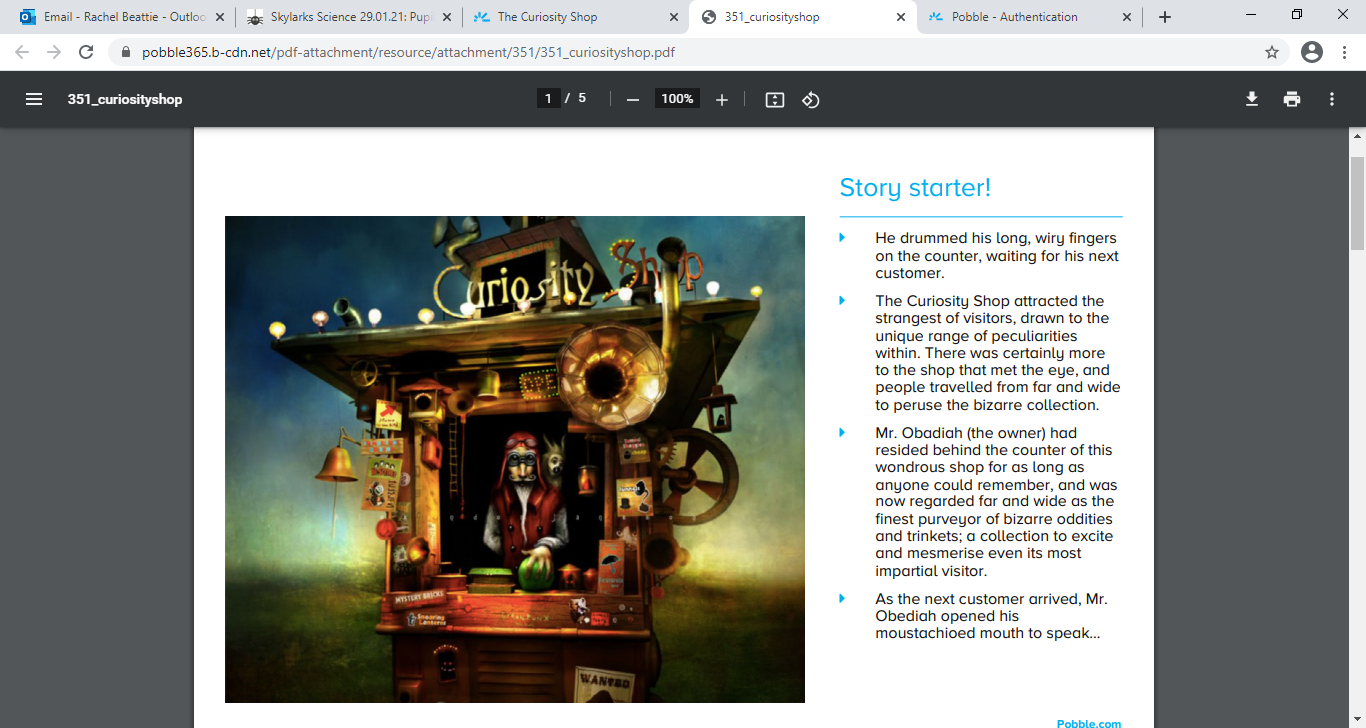 Email - Rachel Beattie - Outloo
Skylarks Science 29.01.21: Pup
The Curiosity Shop
351_curiosityshop
Pobble - Authentication
pobble365.b-cdn.net/pdf-attachment/resource/attachment/351/351_curiosityshop.pdf
351_curiosityshop
1 / 5
100%
Story starter!
He drummed his long, wiry fingers
on the counter, waiting for his next
customer.
The Curiosity Shop attracted the
strangest of visitors, drawn to the
unique range of peculiarities
within. There was certainly more
to the shop that met the eye, and
people travelled from far and wide
to peruse the bizarre collection.
Mr. Obadiah (the owner) had
resided behind the counter of this
wondrous shop for as long as
anyone could remember, and was
now regarded far and wide as the
finest purveyor of bizarre oddities
and trinkets; a collection to excite
and mesmerise even its most
impartial visitor.
As the next customer arrived, Mr.
Obediah opened his
moustachioed mouth to speak...
Curiosity Shop
MYSTERY BRICKS
WANTED
Pobble.com